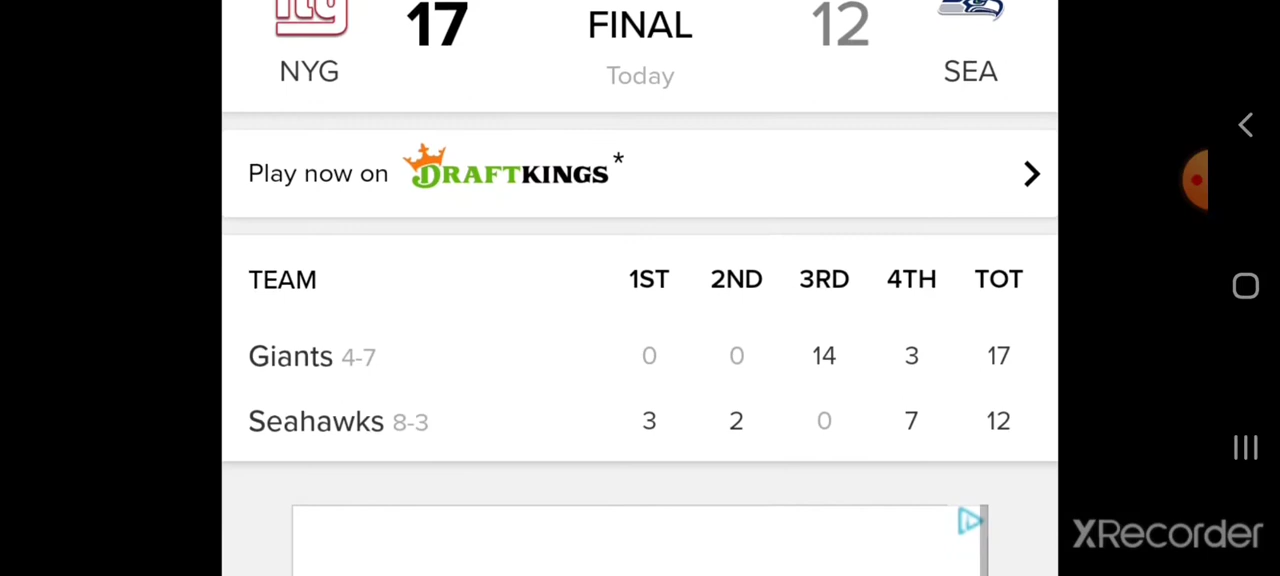 17 FINAL 12
NYG Today SEA
Play now on DRAFTKINGS*
TEAM 1ST 2ND 3RD 4TH TOT
Giants 4-7 0 0 14 3 17
Seahawks 8-3 3 2 0 7 12
XRecorder